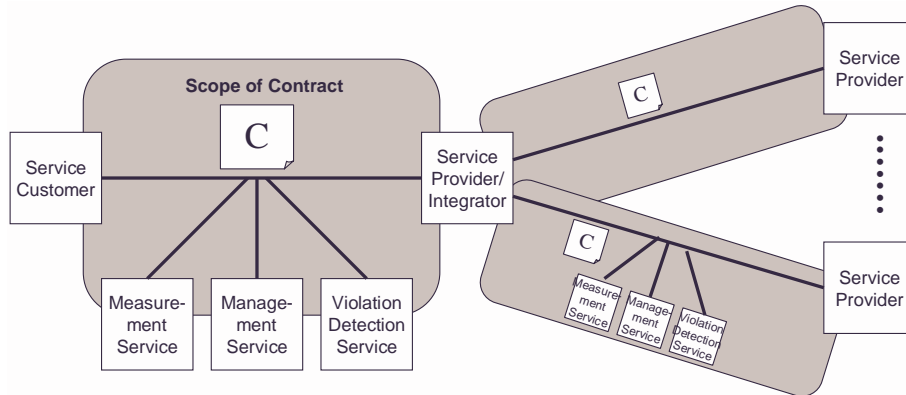 Scope of Contract
C
Service
Customer
Service
Provider/
Integrator
Measure-
ment
Service
Manage-
ment
Service
Violation
Detection
Service
C
Service
Provider
C
Measure-
ment
Service
Manage-
ment
Service
Violation
Detection
Service
Service
Provider